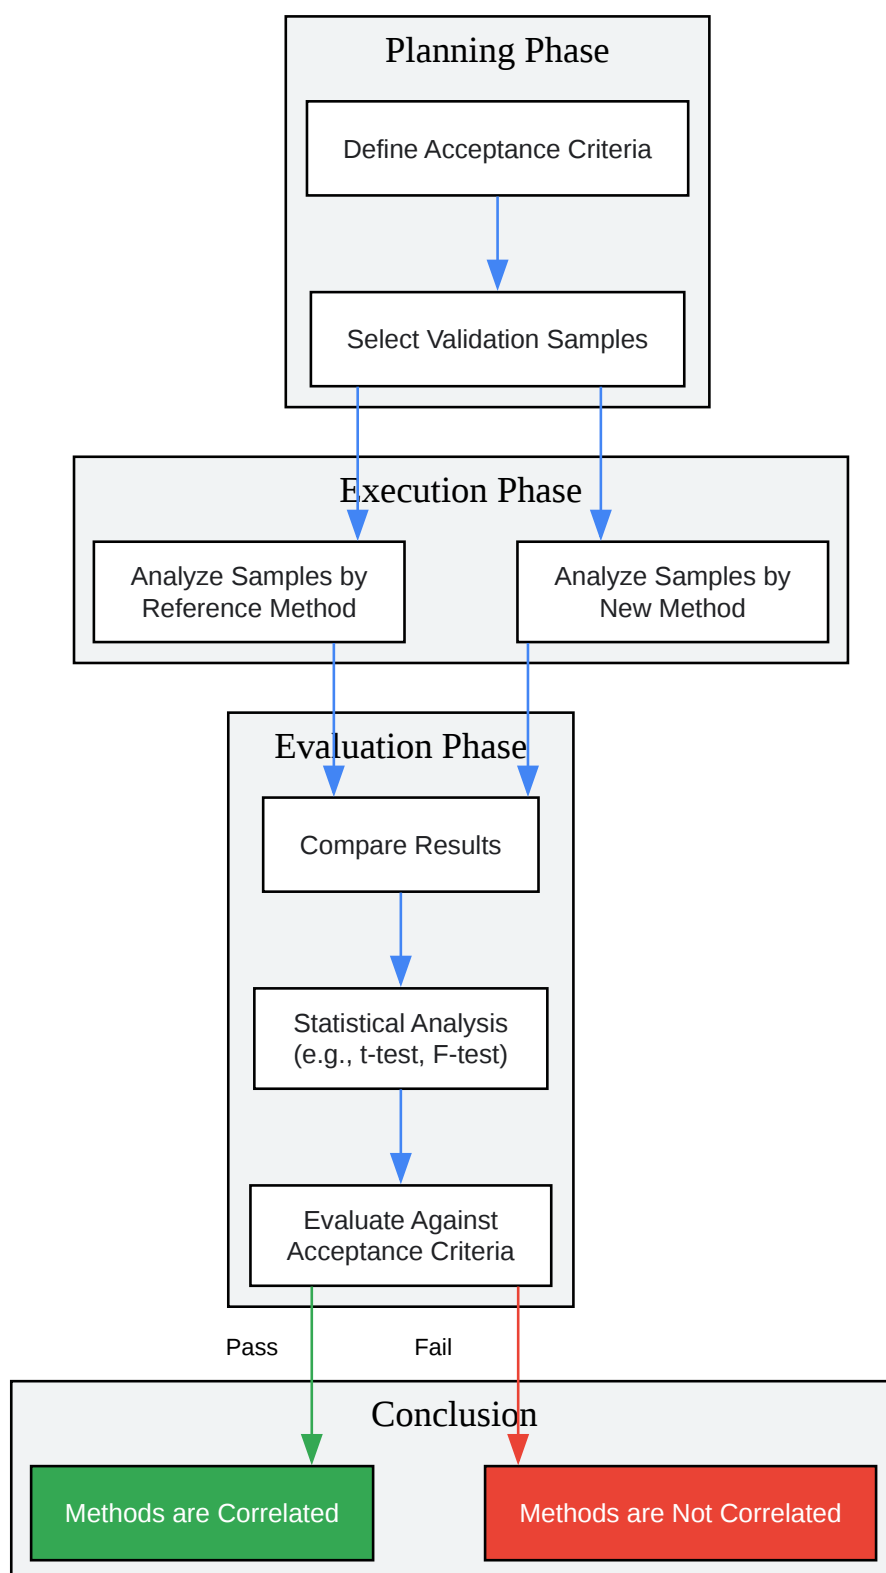 Planning Phase
Define Acceptance Criteria
Select Validation Samples
Execution Phase
Analyze Samples by
Reference Method
Analyze Samples by
New Method
Evaluation Phase
Compare Results
Statistical Analysis
(e.g., t-test, F-test)
Evaluate Against
Acceptance Criteria
Pass
Fail
Conclusion
Methods are Correlated
Methods are Not Correlated